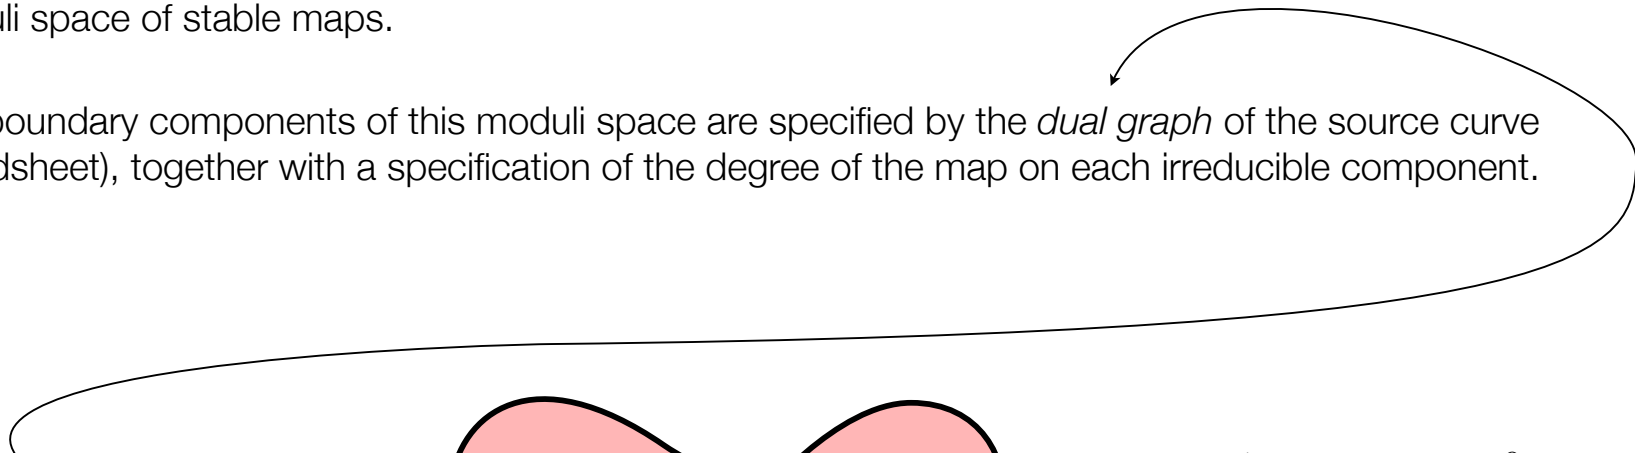 li space of stable maps.
boundary components of this moduli space are specified by the dual graph of the source curve
dsheet), together with a specification of the degree of the map on each irreducible component.